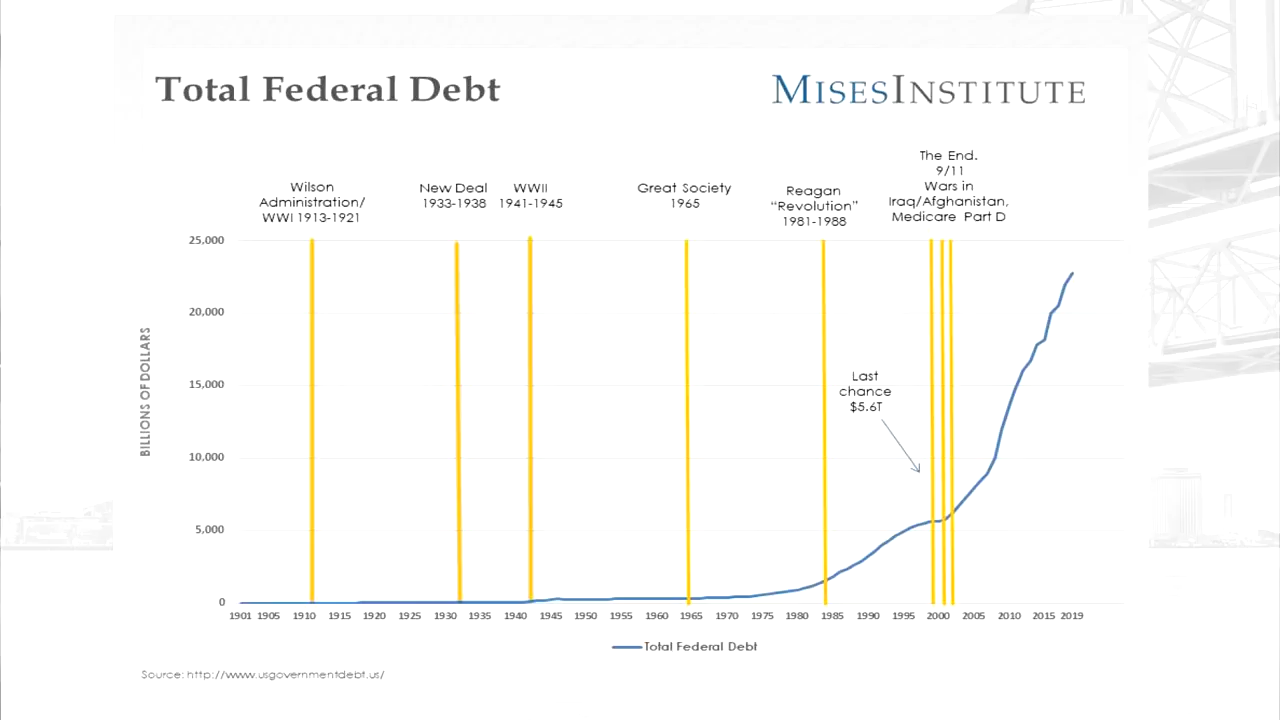 Total Federal Debt
MISESINSTITUTE
Wilson
Administration/
WWI 1913-1921
New Deal
1933-1938
WWII
1941-1945
Great Society
1965
Reagan
“Revolution”
1981-1988
The End.
9/11
Wars in
Iraq/Afghanistan,
Medicare Part D
25,000
20,000
15,000
10,000
5,000
0
BILLIONS OF DOLLARS
Last
chance
$5.6T
1901 1905 1910 1915 1920 1925 1930 1935 1940 1945 1950 1955 1960 1965 1970 1975 1980 1985 1990 1995 2000 2005 2010 2015 2019
Total Federal Debt
Source: http://www.usgovernmentdebt.us/